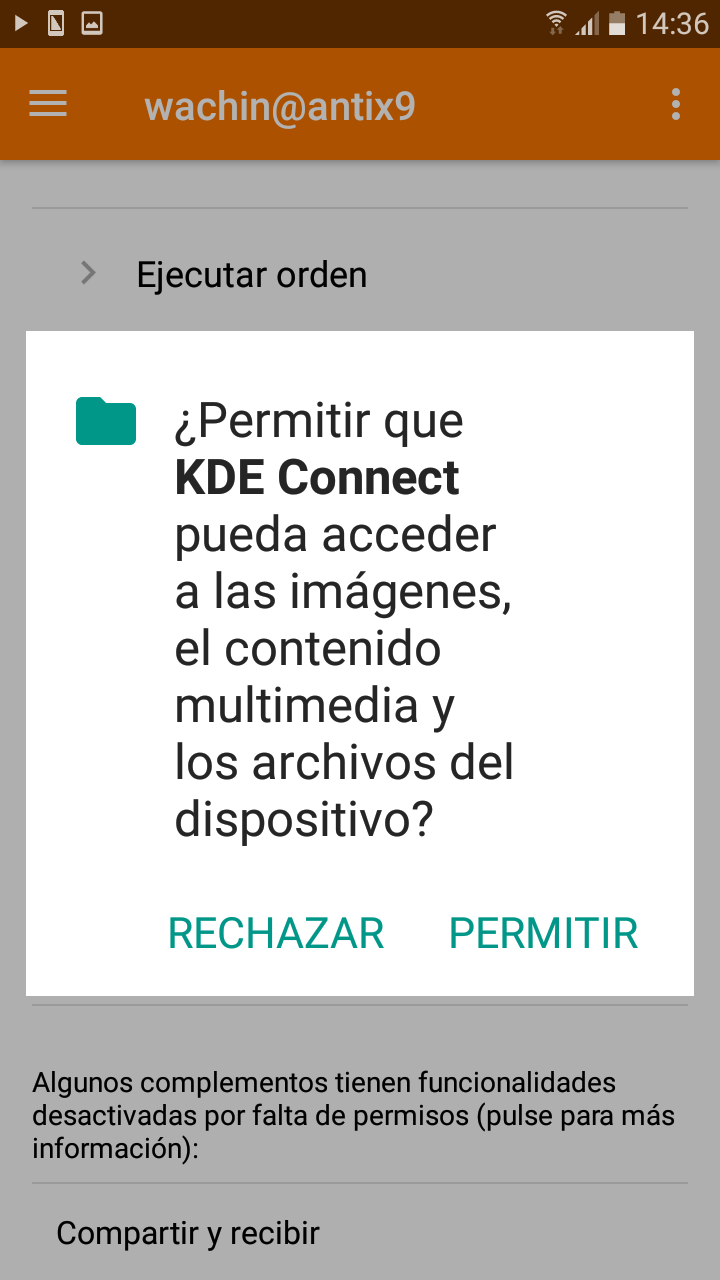 14:36
wachin@antix9
Ejecutar orden
¿Permitir que
KDE Connect
pueda acceder
a las imágenes,
el contenido
multimedia y
los archivos del
dispositivo?
RECHAZAR PERMITIR
Algunos complementos tienen funcionalidades
desactivadas por falta de permisos (pulse para más
información):
Compartir y recibir